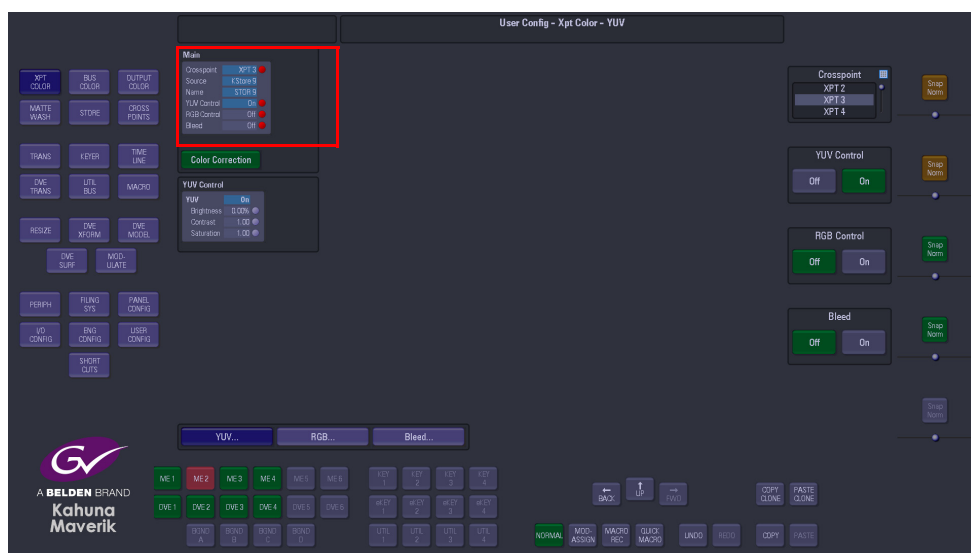 User Config - Xpt Color - YUV
Main
Crosspoint XPT 3
Source KStore 9
Name STOR 9
YUV Control On
RGB Control Off
Bleed Off
Color Correction
YUV Control
YUV On
Brightness 0.00%
Contrast 1.00
Saturation 1.00
XPT COLOR
BUS COLOR
OUTPUT COLOR
MATTE WASH
STORE
CROSS POINTS
TRANS
KEYER
TIME LINE
DVE TRANS
UTIL BUS
MACRO
RESIZE
DVE XFORM
DVE MODEL
DVE SURF
MOD- ULATE
PERIPH
FILING SYS
PANEL CONFIG
I/O CONFIG
ENG CONFIG
USER CONFIG
SHORT CUTS
Crosspoint
XPT 2
XPT 3
XPT 4
Snap Norm
YUV Control
Off On
Snap Norm
RGB Control
Off On
Snap Norm
Bleed
Off On
Snap Norm
Snap Norm
YUV... RGB... Bleed...
GV
A BELDEN BRAND
Kahuna
Maverik
ME 1 ME 2 ME 3 ME 4 ME 5 ME 6
DVE 1 DVE 2 DVE 3 DVE 4 DVE 5 DVE 6
BGND A BGND B BGND C BGND D
KEY 1 KEY 2 KEY 3 KEY 4
eKEY 1 eKEY 2 eKEY 3 eKEY 4
UTIL 1 UTIL 2 UTIL 3 UTIL 4
BACK UP FWD
COPY CLONE PASTE CLONE
NORMAL MOD- ASSIGN MACRO REC QUICK MACRO UNDO REDO COPY PASTE